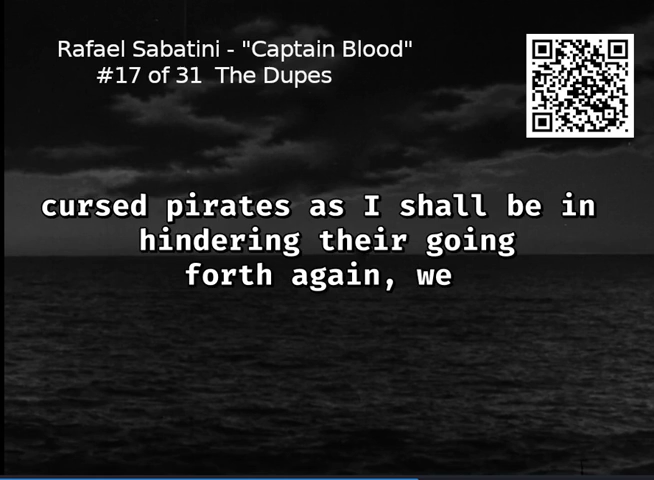 Rafael Sabatini - "Captain Blood"
#17 of 31 The Dupes
cursed pirates as I shall be in
hindering their going
forth again, we